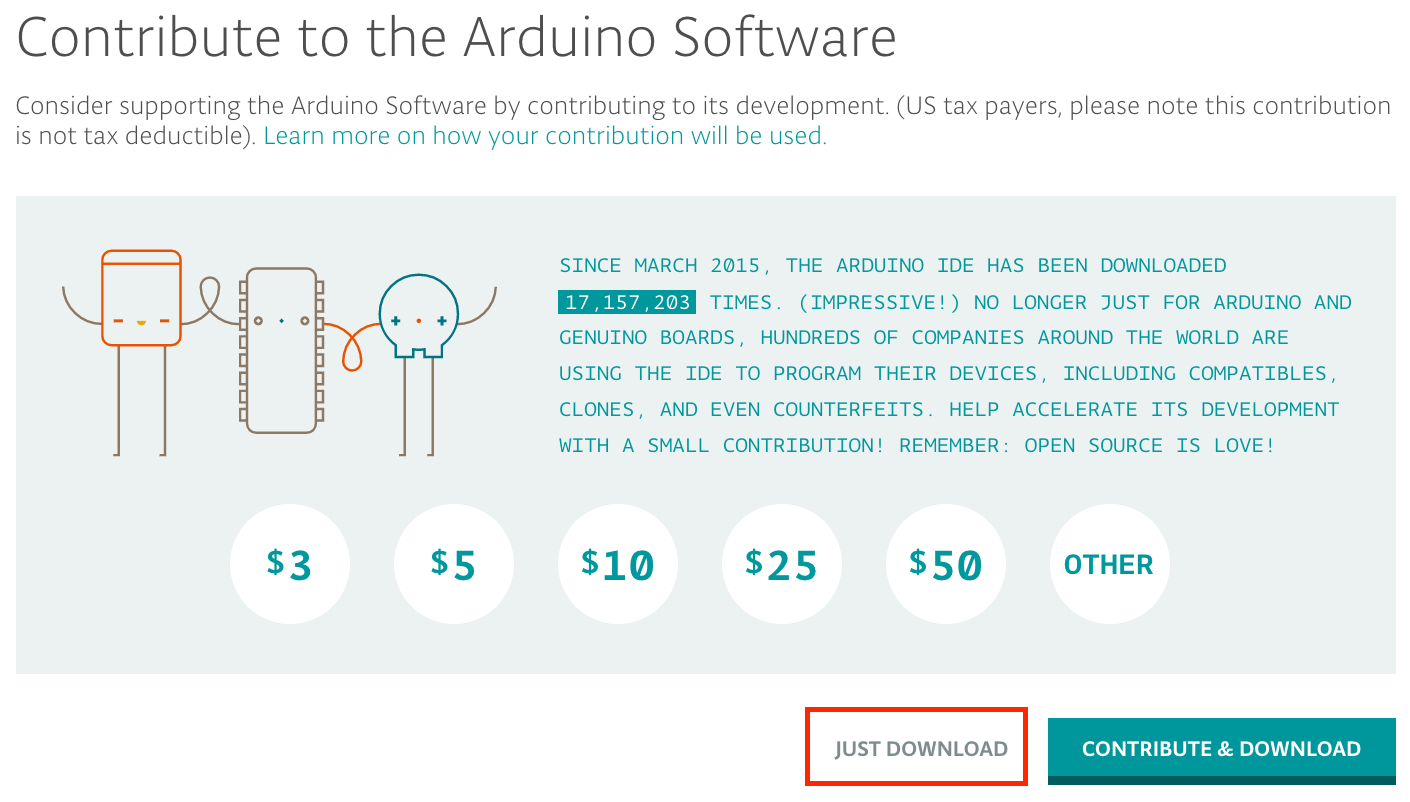 Contribute to the Arduino Software
Consider supporting the Arduino Software by contributing to its development. (US tax payers, please note this contribution
is not tax deductible). Learn more on how your contribution will be used.
SINCE MARCH 2015, THE ARDUINO IDE HAS BEEN DOWNLOADED
17,157,203 TIMES. (IMPRESSIVE!) NO LONGER JUST FOR ARDUINO AND
GENUINO BOARDS, HUNDREDS OF COMPANIES AROUND THE WORLD ARE
USING THE IDE TO PROGRAM THEIR DEVICES, INCLUDING COMPATIBLES,
CLONES, AND EVEN COUNTERFEITS. HELP ACCELERATE ITS DEVELOPMENT
WITH A SMALL CONTRIBUTION! REMEMBER: OPEN SOURCE IS LOVE!
$3 $5 $10 $25 $50 OTHER
JUST DOWNLOAD CONTRIBUTE & DOWNLOAD